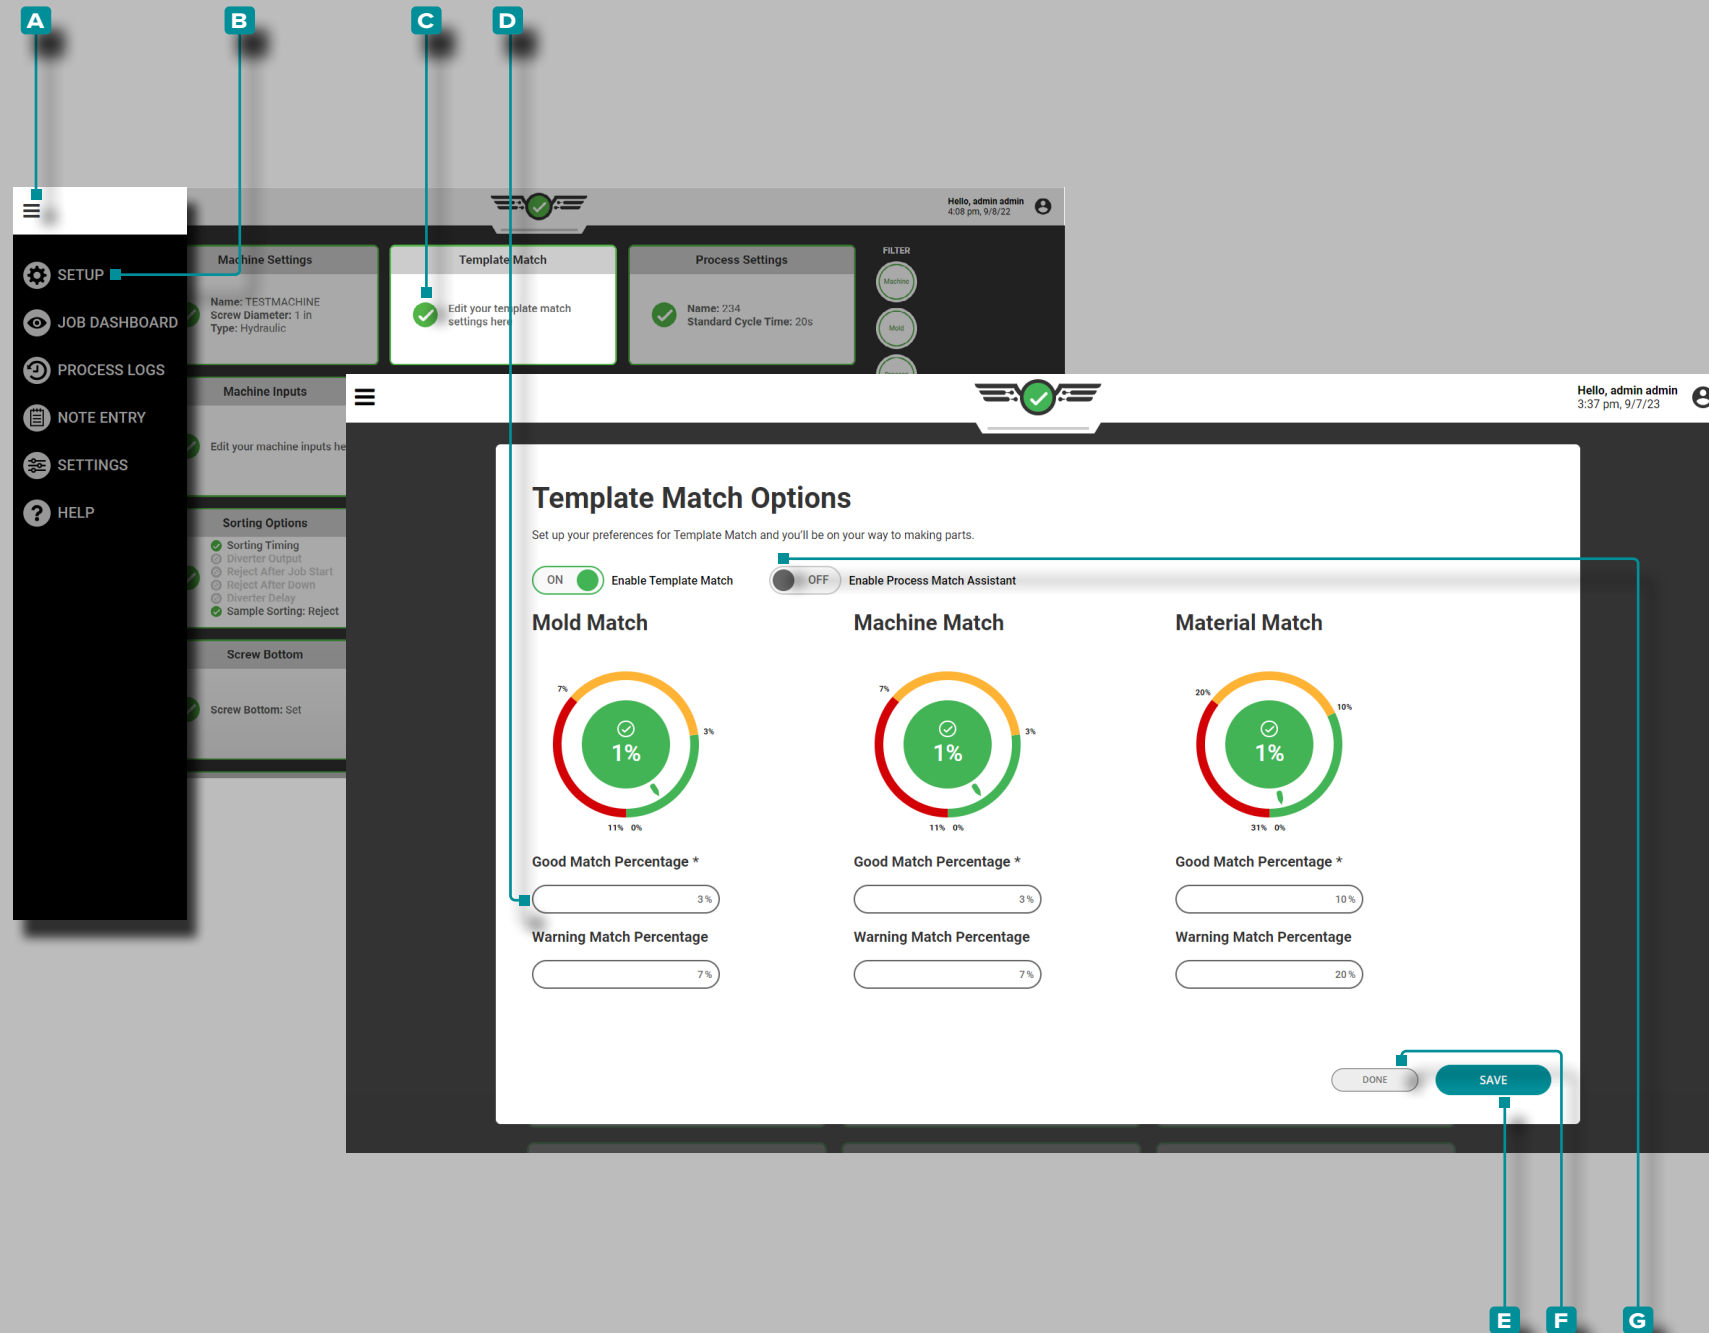 A
B
C
D
Hello, admin admin
4:08 pm, 9/8/22
SETUP
JOB DASHBOARD
PROCESS LOGS
NOTE ENTRY
SETTINGS
HELP
Machine Settings
Name: TESTMACHINE
Screw Diameter: 1 in
Type: Hydraulic
Template Match
Edit your template match
settings here
Process Settings
Name: 234
Standard Cycle Time: 20s
FILTER
Machine
Mold
Machine Inputs
Edit your machine inputs he
Sorting Options
Sorting Timing
Diverter Output
Reject After Job Start
Reject After Down
Diverter Delay
Sample Sorting: Reject
Screw Bottom
Screw Bottom: Set
Hello, admin admin
3:37 pm, 9/7/23
Template Match Options
Set up your preferences for Template Match and you'll be on your way to making parts.
ON
Enable Template Match
OFF
Enable Process Match Assistant
Mold Match
7%
3%
1%
11% 0%
Good Match Percentage *
3 %
Warning Match Percentage
7 %
Machine Match
7%
3%
1%
11% 0%
Good Match Percentage *
3 %
Warning Match Percentage
7 %
Material Match
20%
10%
1%
31% 0%
Good Match Percentage *
10 %
Warning Match Percentage
20 %
DONE
SAVE
E
F
G